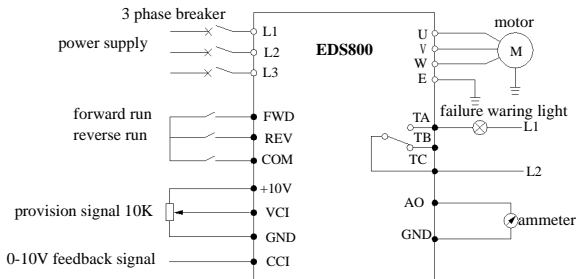 3 phase breaker
power supply
L1
L2
L3
EDS800
U
V
W
E
motor
M
forward run
reverse run
FWD
REV
COM
TA
TB
TC
failure waring light
L1
L2
provision signal 10K
+10V
VCI
GND
AO
GND
ammeter
0-10V feedback signal
CCI